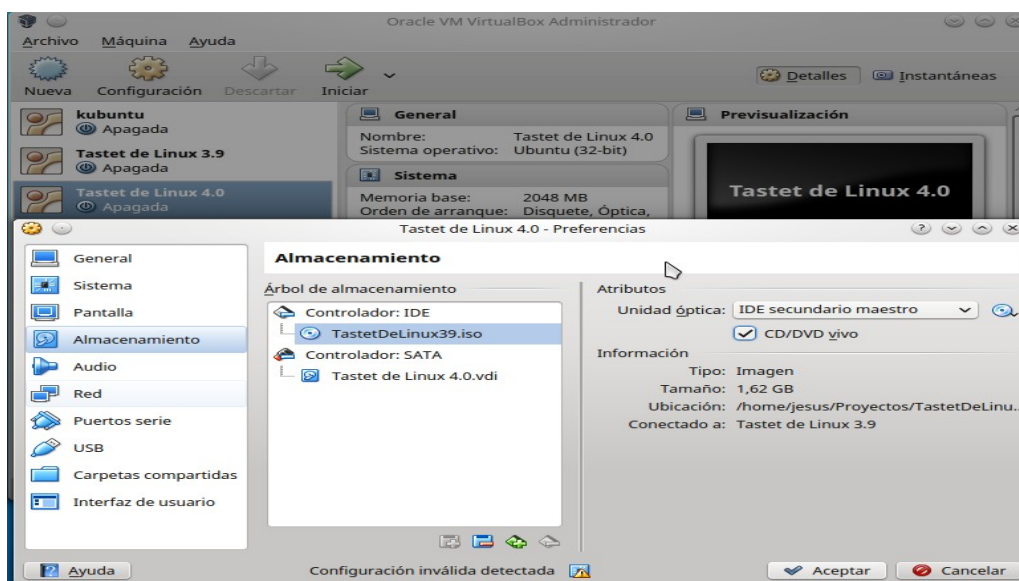 Oracle VM VirtualBox Administrador
Archivo Máquina Ayuda
Nueva Configuración Descartar Iniciar Detalles Instantáneas
kubuntu
Apagada
Tastet de Linux 3.9
Apagada
Tastet de Linux 4.0
Apagada
General
Nombre: Tastet de Linux 4.0
Sistema operativo: Ubuntu (32-bit)
Sistema
Memoria base: 2048 MB
Orden de arranque: Disquete, Óptica,
Previsualización
Tastet de Linux 4.0
Tastet de Linux 4.0 - Preferencias
General
Sistema
Pantalla
Almacenamiento
Audio
Red
Puertos serie
USB
Carpetas compartidas
Interfaz de usuario
Almacenamiento
Árbol de almacenamiento
Controlador: IDE
TastetDeLinux39.iso
Controlador: SATA
Tastet de Linux 4.0.vdi
Atributos
Unidad óptica: IDE secundario maestro
CD/DVD vivo
Información
Tipo: Imagen
Tamaño: 1,62 GB
Ubicación: /home/jesus/Proyectos/TastetDeLinu...
Conectado a: Tastet de Linux 3.9
Ayuda Configuración inválida detectada Aceptar Cancelar